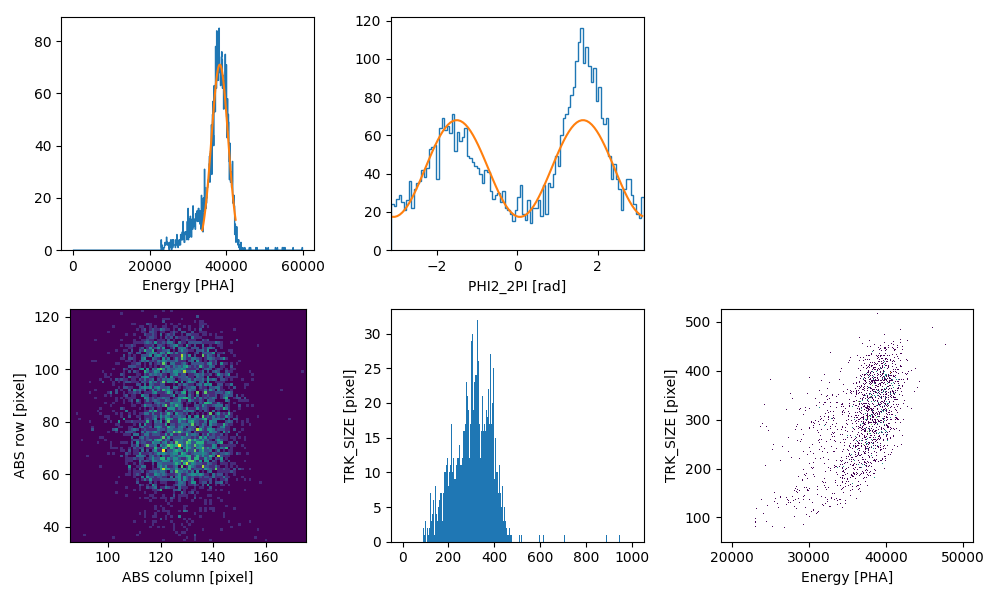 80
60
40
20
0
0 20000 40000 60000
Energy [PHA]
120
100
80
60
40
20
0
−2 0 2
PHI2_2PI [rad]
ABS row [pixel]
120
100
80
60
40
100 120 140 160
ABS column [pixel]
TRK_SIZE [pixel]
30
25
20
15
10
5
0
0 200 400 600 800 1000
TRK_SIZE [pixel]
500
400
300
200
100
20000 30000 40000 50000
Energy [PHA]